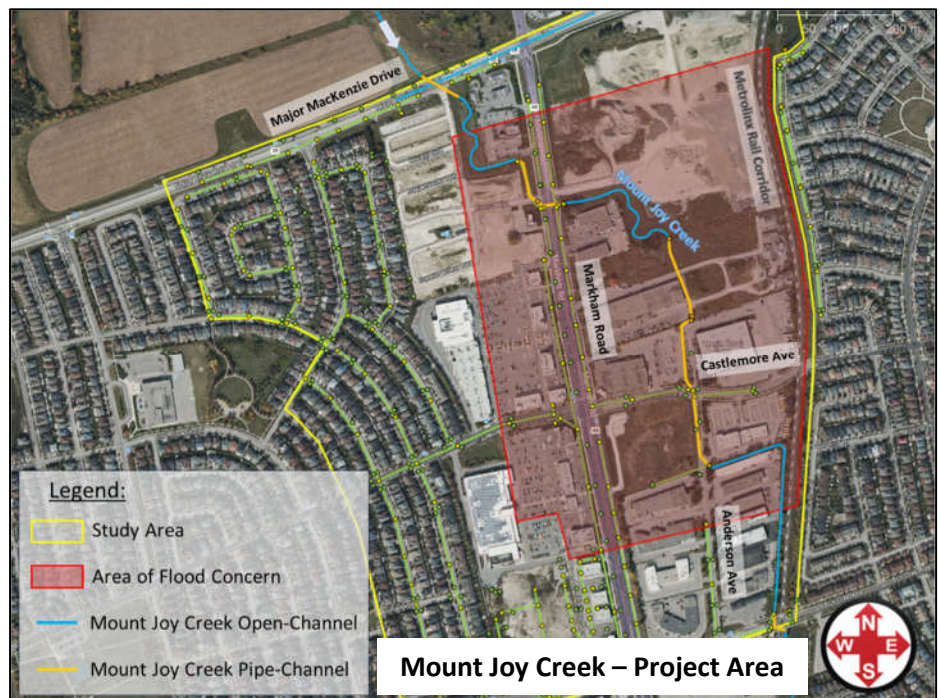 Major MacKenzie Drive
Metrolinx Rail Corridor
Mount Joy Creek
Markham Road
Castlemore Ave
Anderson Ave
Legend:
Study Area
Area of Flood Concern
Mount Joy Creek Open-Channel
Mount Joy Creek Pipe-Channel
Mount Joy Creek – Project Area
N
W E
S